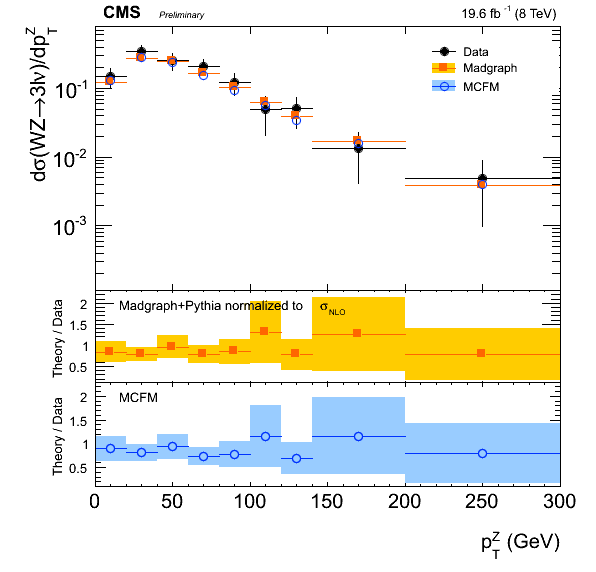 CMS Preliminary 19.6 fb⁻¹ (8 TeV)
dσ(WZ→3lν)/dp_T^Z
Data
Madgraph
MCFM
10⁻¹
10⁻²
10⁻³
Madgraph+Pythia normalized to σ_NLO
Theory / Data
2
1.5
1
0.5
MCFM
Theory / Data
2
1.5
1
0.5
0 50 100 150 200 250 300
p_T^Z (GeV)